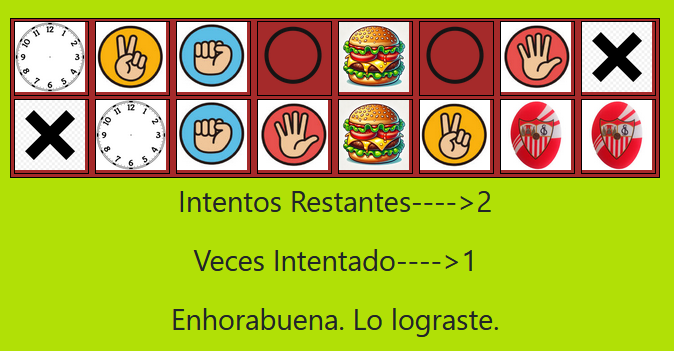 Intentos Restantes---->2
Veces Intentado---->1
Enhorabuena. Lo lograste.